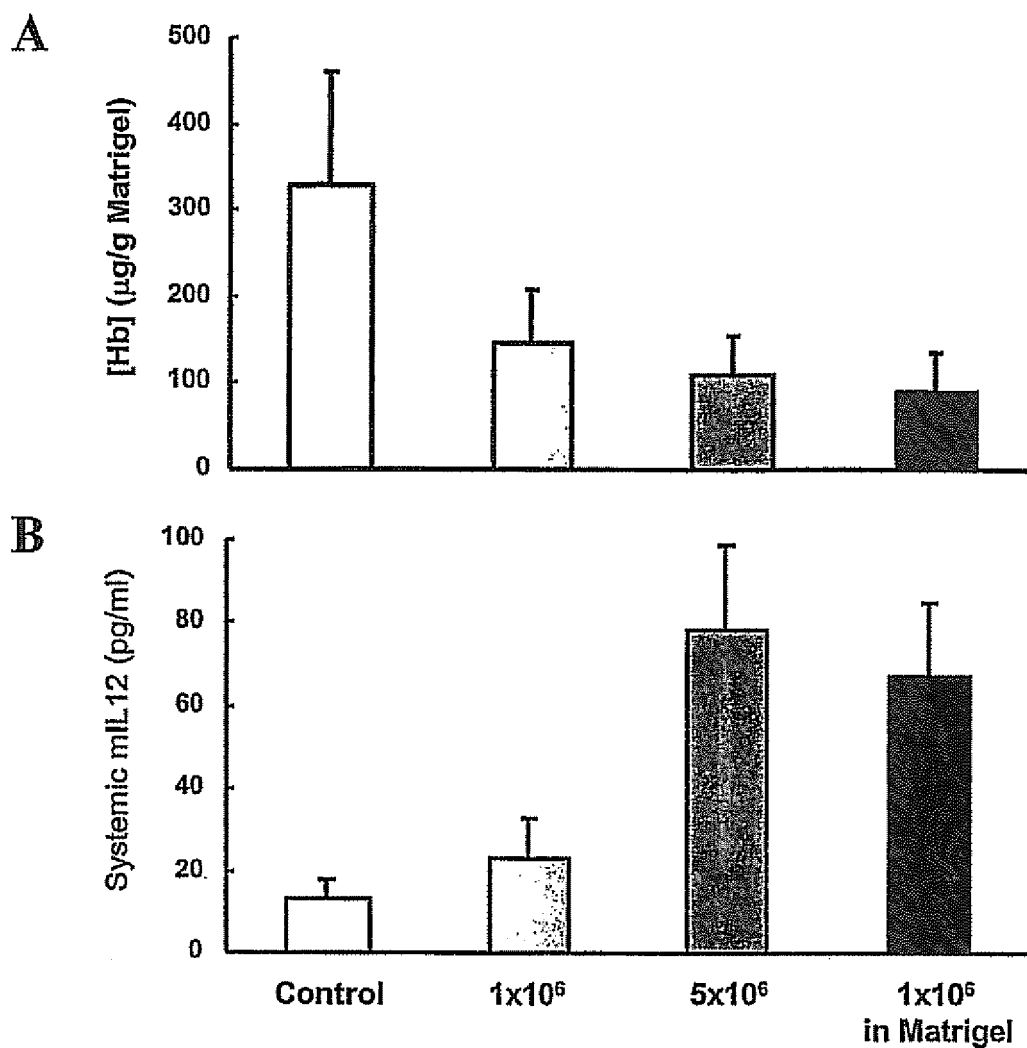 A
500
400
300
200
100
0
[Hb] (µg/g Matrigel)
B
100
80
60
40
20
0
Systemic mIL12 (pg/ml)
Control 1x10⁶ 5x10⁶ 1x10⁶
in Matrigel